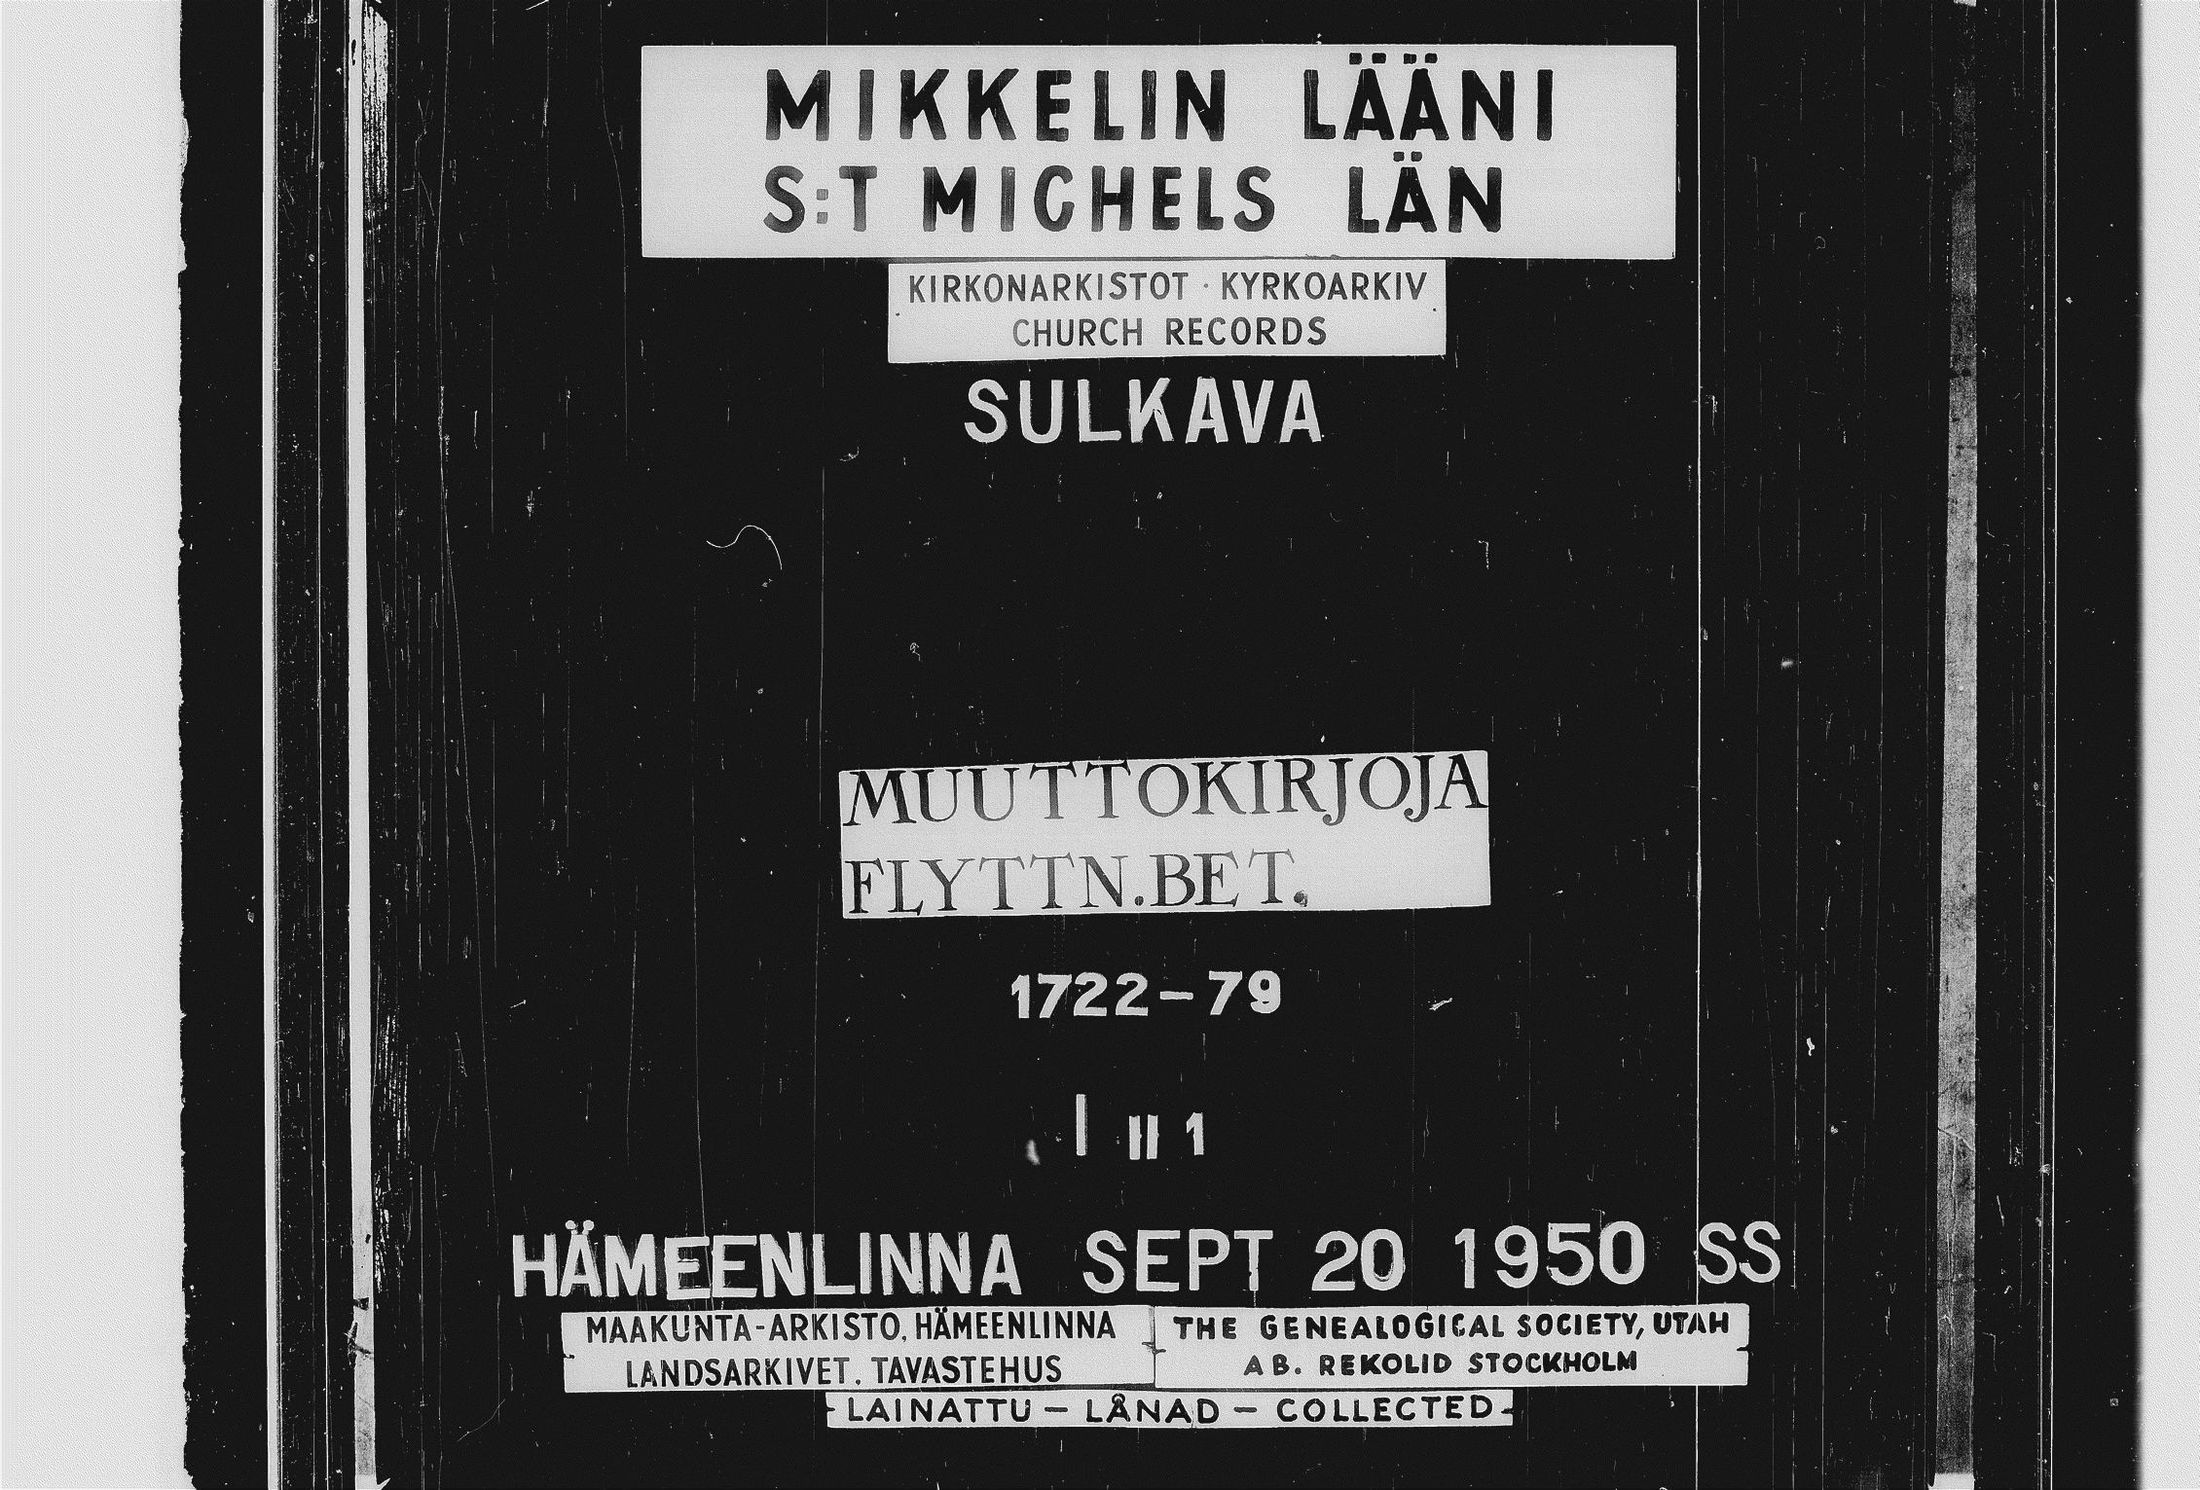 MIKKELIN LÄÄNI
S:T MICHELS LÄN
KIRKONARKISTOT · KYRKOARKIV
CHURCH RECORDS
SULKAVA
MUUTTOKIRJOJA
FLYTTN.BET.
1722-79
I II 1
HÄMEENLINNA SEPT 20 1950 SS
MAAKUNTA-ARKISTO, HÄMEENLINNA
LANDSARKIVET, TAVASTEHUS
THE GENEALOGICAL SOCIETY, UTAH
AB. REKOLID STOCKHOLM
LAINATTU - LÅNAD - COLLECTED